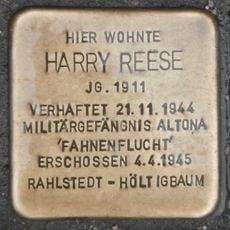 HIER WOHNTE
HARRY REESE
JG. 1911
VERHAFTET 21.11.1944
MILITÄRGEFÄNGNIS ALTONA
'FAHNENFLUCHT'
ERSCHOSSEN 4.4.1945
RAHLSTEDT - HÖLTIGBAUM